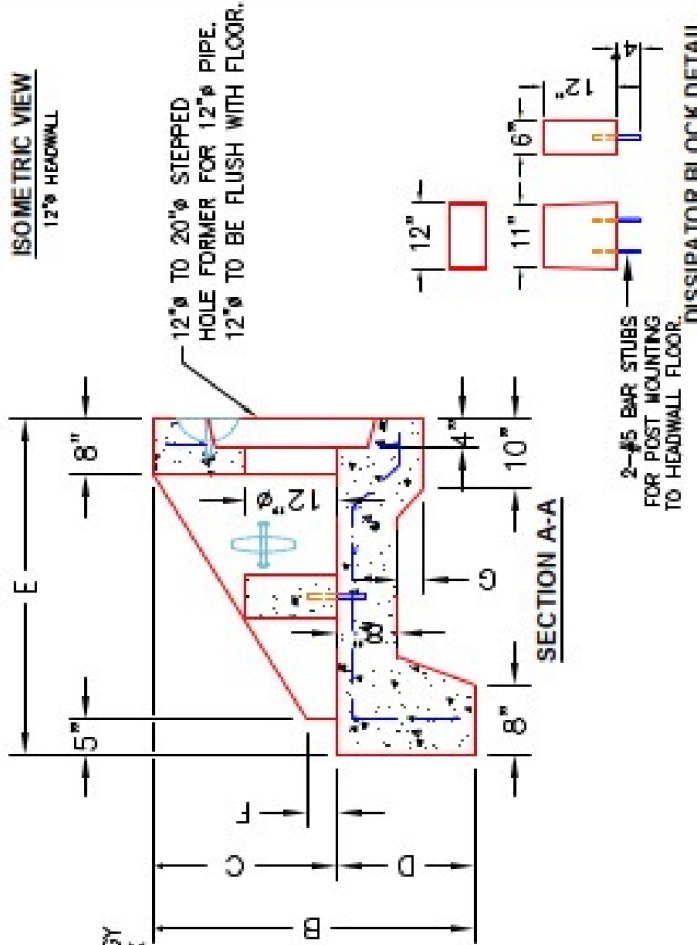 ISOMETRIC VIEW
12"ø HEADWALL
12"ø TO 20"ø STEPPED
HOLE FORMER FOR 12"ø PIPE.
12"ø TO BE FLUSH WITH FLOOR.
E
5"
8"
12"ø
F
C
B
D
8"
G
4"
10"
8"
SECTION A-A
12"
11"
6"
12"
4
2-#5 BAR STUBS
FOR POST MOUNTING
TO HEADWALL FLOOR.
DISSIPATOR BLOCK DETAIL